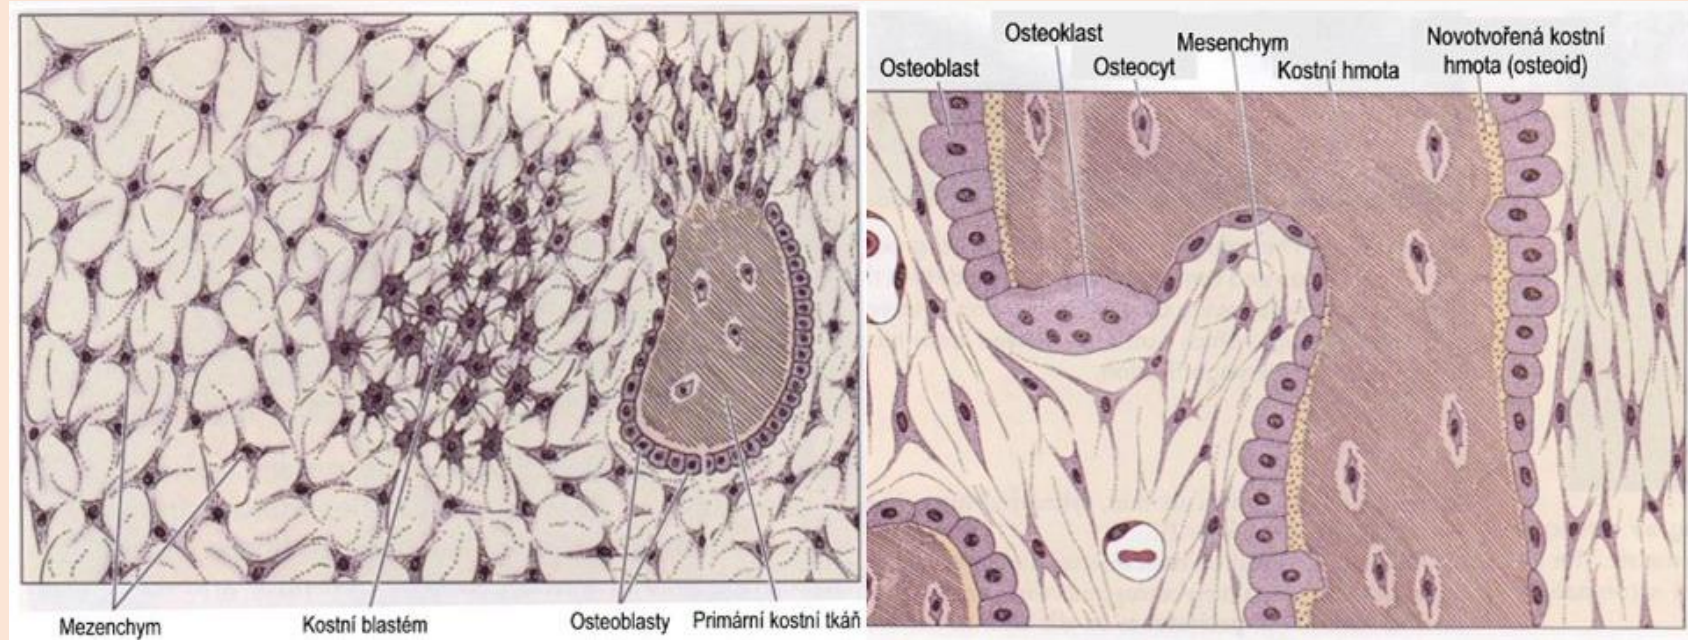 Mezenchym
Kostní blastém
Osteoblasty
Primární kostní tkáň
Osteoblast
Osteoklast
Osteocyt
Mesenchym
Kostní hmota
Novotvořená kostní
hmota (osteoid)